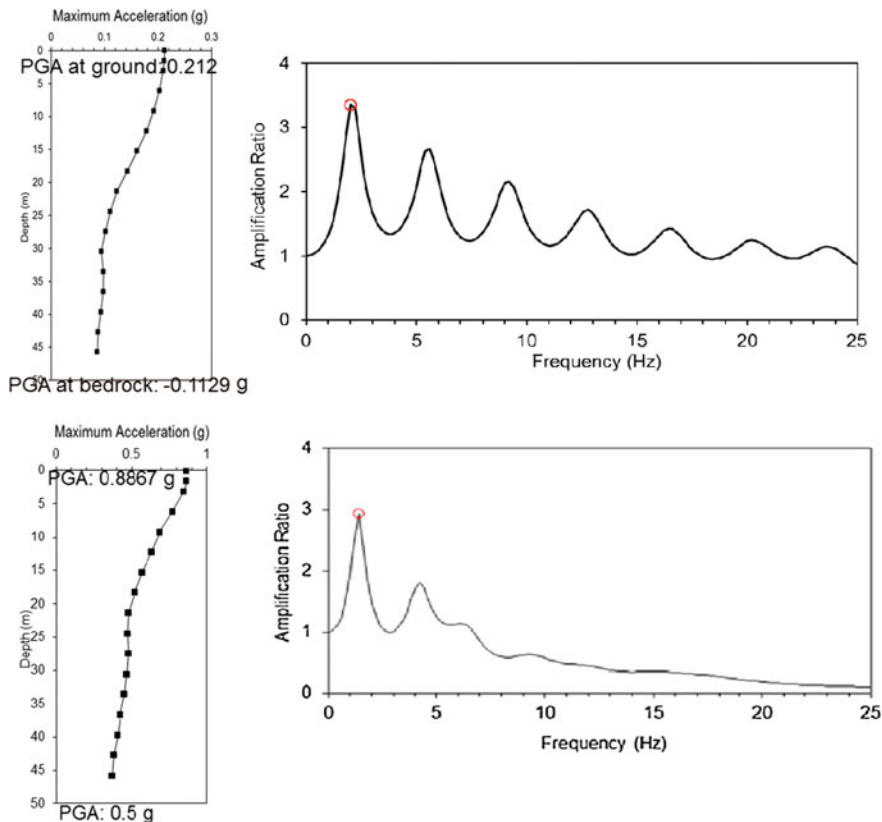 Maximum Acceleration (g)
0 0.1 0.2 0.3
PGA at ground: 0.212
0
5
10
15
20
25
30
35
40
45
50
Depth (m)
PGA at bedrock: -0.1129 g
4
3
2
1
0
Amplification Ratio
0 5 10 15 20 25
Frequency (Hz)
Maximum Acceleration (g)
0 0.5 1
PGA: 0.8867 g
0
5
10
15
20
25
30
35
40
45
50
Depth (m)
PGA: 0.5 g
4
3
2
1
0
Amplification Ratio
0 5 10 15 20 25
Frequency (Hz)